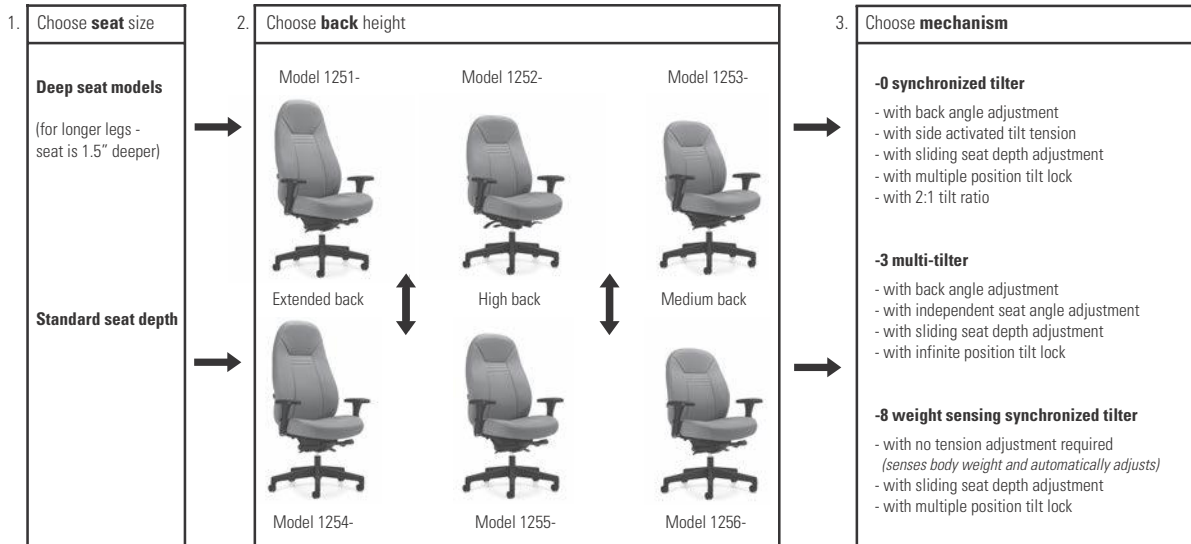 1. Choose seat size
Deep seat models
(for longer legs -
seat is 1.5” deeper)
Standard seat depth
2. Choose back height
Model 1251-
Model 1252-
Model 1253-
Extended back
High back
Medium back
Model 1254-
Model 1255-
Model 1256-
3. Choose mechanism
-0 synchronized tilter
- with back angle adjustment
- with side activated tilt tension
- with sliding seat depth adjustment
- with multiple position tilt lock
- with 2:1 tilt ratio
-3 multi-tilter
- with back angle adjustment
- with independent seat angle adjustment
- with sliding seat depth adjustment
- with infinite position tilt lock
-8 weight sensing synchronized tilter
- with no tension adjustment required
(senses body weight and automatically adjusts)
- with sliding seat depth adjustment
- with multiple position tilt lock